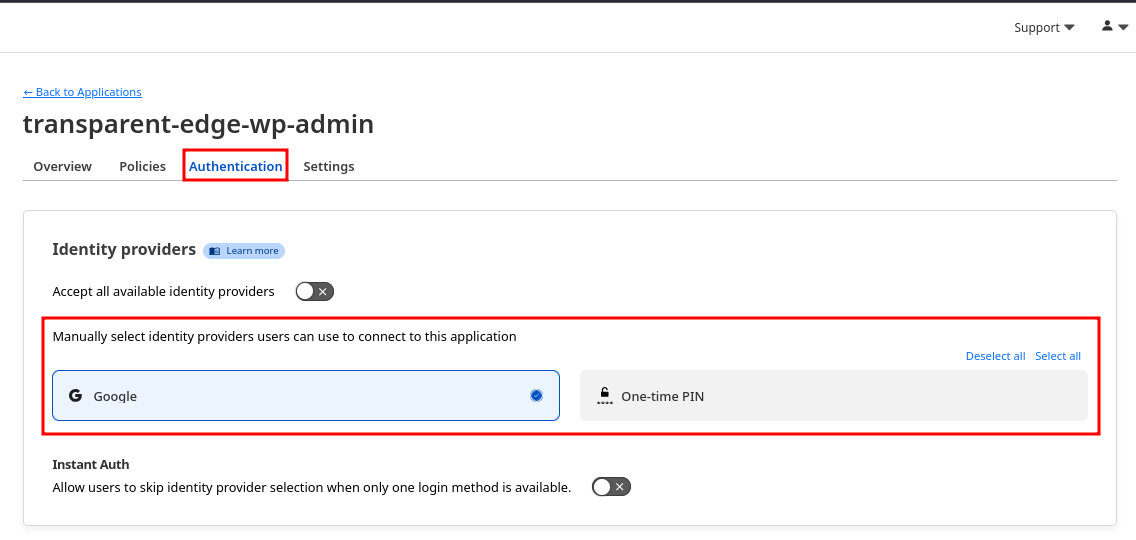 Support
← Back to Applications
transparent-edge-wp-admin
Overview Policies Authentication Settings
Identity providers Learn more
Accept all available identity providers
Manually select identity providers users can use to connect to this application
Deselect all Select all
Google One-time PIN
Instant Auth
Allow users to skip identity provider selection when only one login method is available.